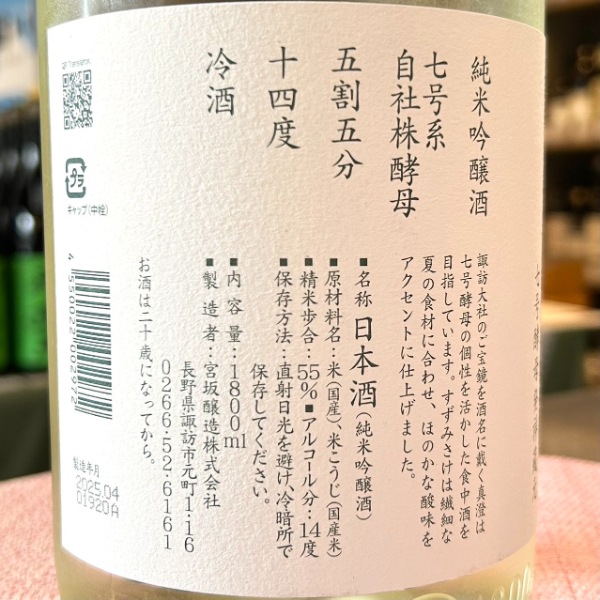 純米吟醸酒
七号系
自社株酵母
五割五分
十四度
冷酒
諏訪大社のご宝鏡を酒名に戴く真澄は
七号酵母の個性を活かした食中酒を
目指しています。すずみさけは繊細な
夏の食材に合わせ、ほのかな酸味を
アクセントに仕上げました。
■名称 日本酒(純米吟醸酒)
■原材料名:米(国産)、米こうじ(国産米)
■精米歩合:55%■アルコール分:14度
■保存方法:直射日光を避け、冷暗所で
保存してください。
■内容量:1800ml
■製造者:宮坂醸造株式会社
長野県諏訪市元町1-16
0266-52-6161
お酒は二十歳になってから。
QR Translator
プラ
キャップ(中栓)
4 550022 002972
製造年月
2025.04
01920A